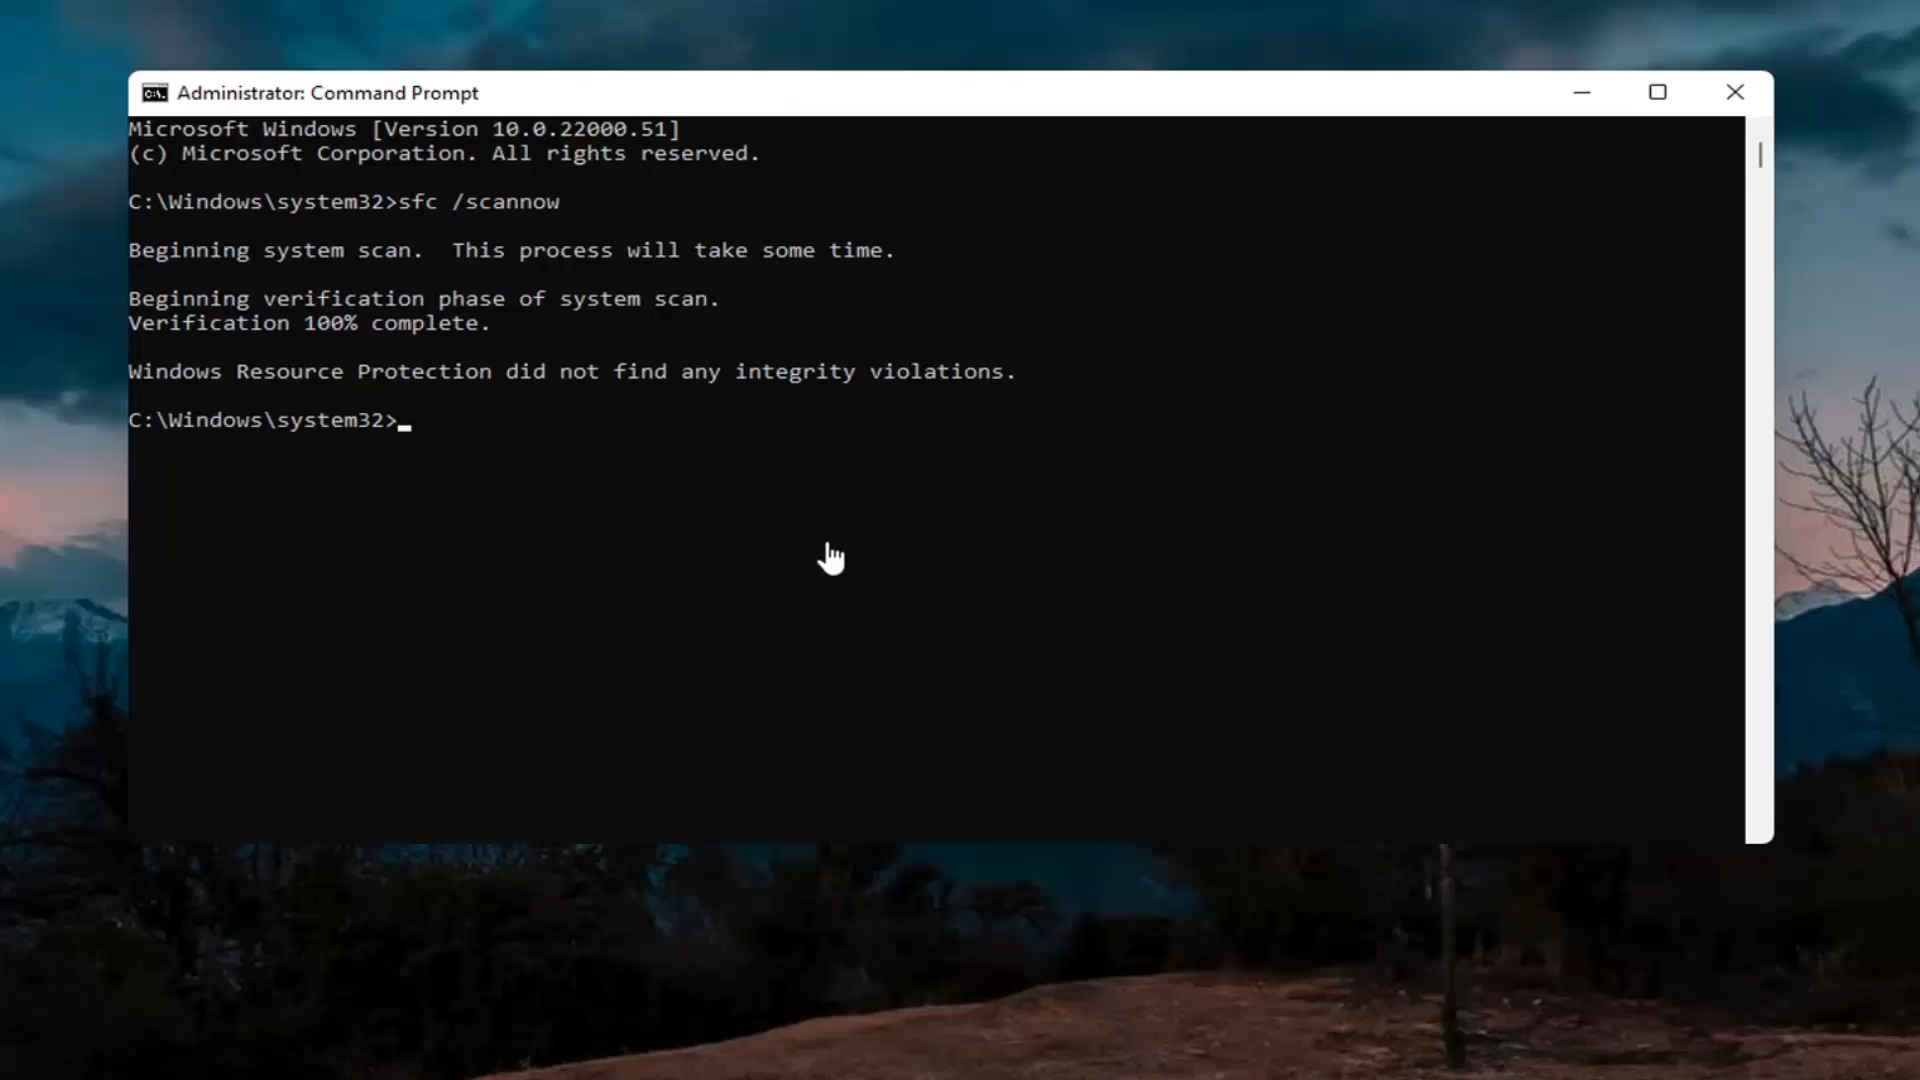 Administrator: Command Prompt
Microsoft Windows [Version 10.0.22000.51]
(c) Microsoft Corporation. All rights reserved.
C:\Windows\system32>sfc /scannow
Beginning system scan.  This process will take some time.
Beginning verification phase of system scan.
Verification 100% complete.
Windows Resource Protection did not find any integrity violations.
C:\Windows\system32>